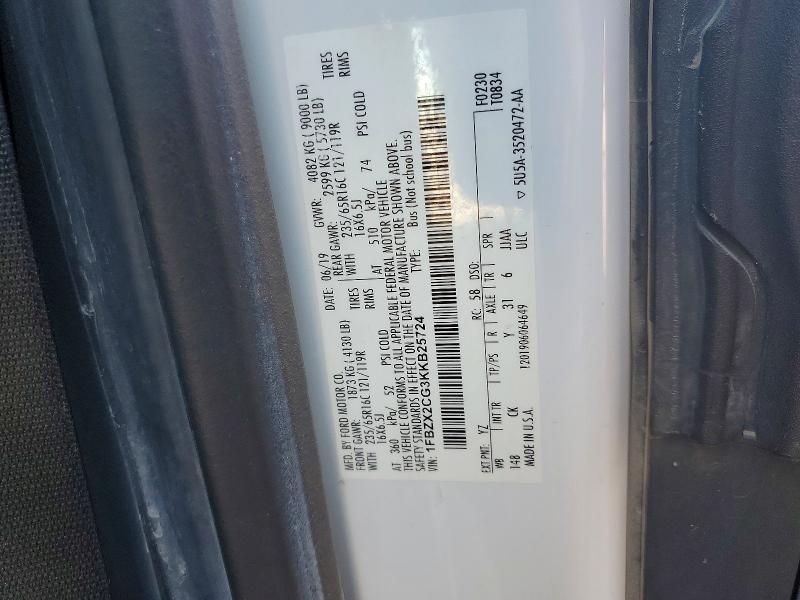 MFD. BY FORD MOTOR CO.
DATE: 06/19 GVWR: 4082 KG ( 9000 LB)
FRONT GAWR: 1873 KG ( 4130 LB) REAR GAWR: 2599 KG ( 5730 LB)
WITH 235/65R16C 121/119R TIRES WITH 235/65R16C 121/119R TIRES
16X6.5J RIMS 16X6.5J RIMS
AT 360 kPa/ 52 PSI COLD AT 510 kPa/ 74 PSI COLD
THIS VEHICLE CONFORMS TO ALL APPLICABLE FEDERAL MOTOR VEHICLE
SAFETY STANDARDS IN EFFECT ON THE DATE OF MANUFACTURE SHOWN ABOVE.
VIN: 1FBZX2CG3KKB25724 TYPE: Bus (Not school bus)
F0230
T0834
EXT PNT: YZ RC: 58 DSO:
WB INT TR TP/PS R AXLE TR SPR
148 CK Y 31 6 JJAA
ULC
MADE IN U.S.A. 1201906064649 5U5A-3520472-AA